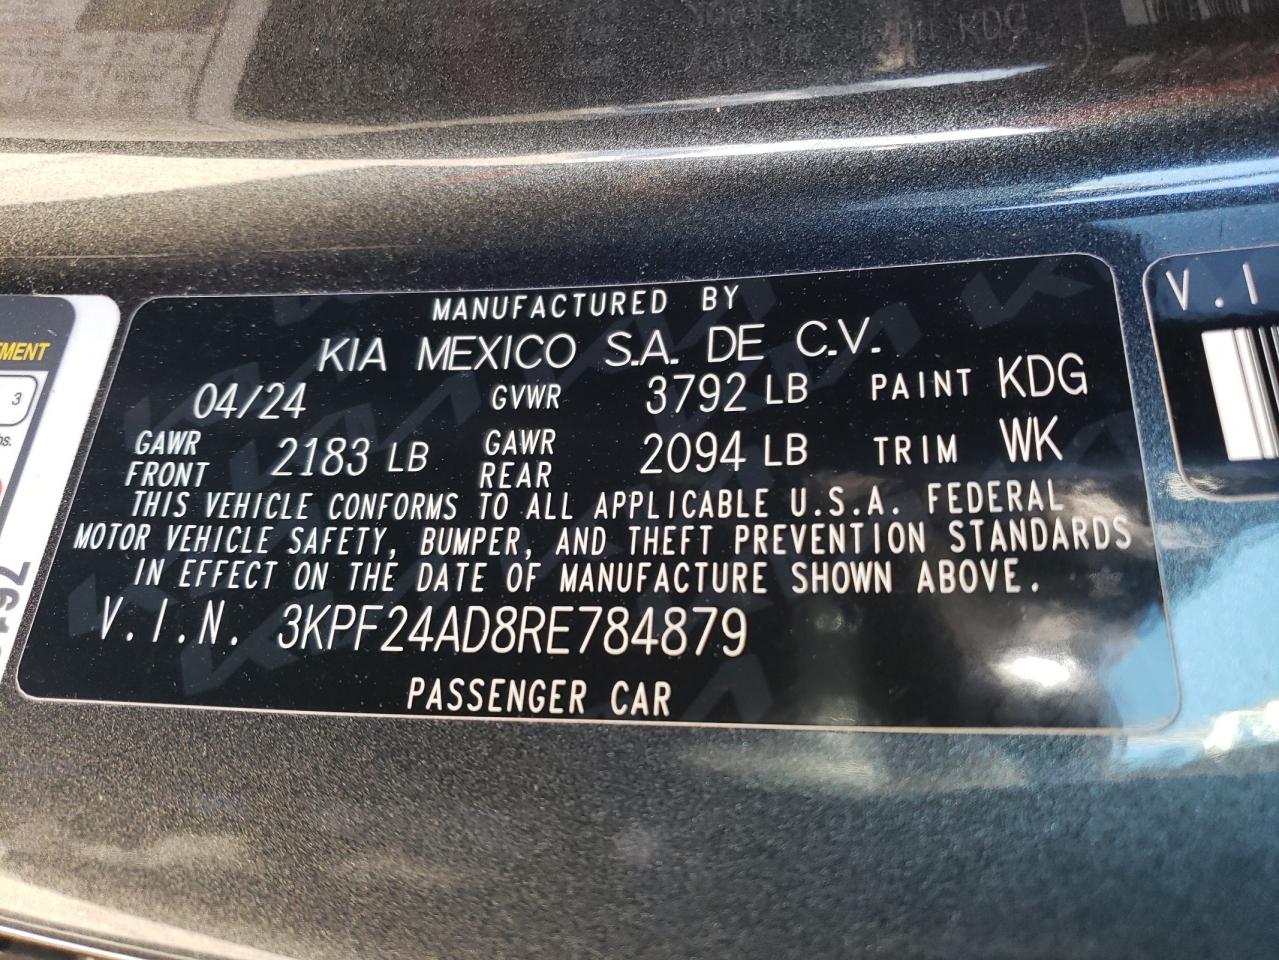 MANUFACTURED BY
KIA MEXICO S.A. DE C.V.
04/24 GVWR 3792 LB PAINT KDG
GAWR FRONT 2183 LB GAWR REAR 2094 LB TRIM WK
THIS VEHICLE CONFORMS TO ALL APPLICABLE U.S.A. FEDERAL
MOTOR VEHICLE SAFETY, BUMPER, AND THEFT PREVENTION STANDARDS
IN EFFECT ON THE DATE OF MANUFACTURE SHOWN ABOVE.
V.I.N. 3KPF24AD8RE784879
PASSENGER CAR
V.I
3
KDG